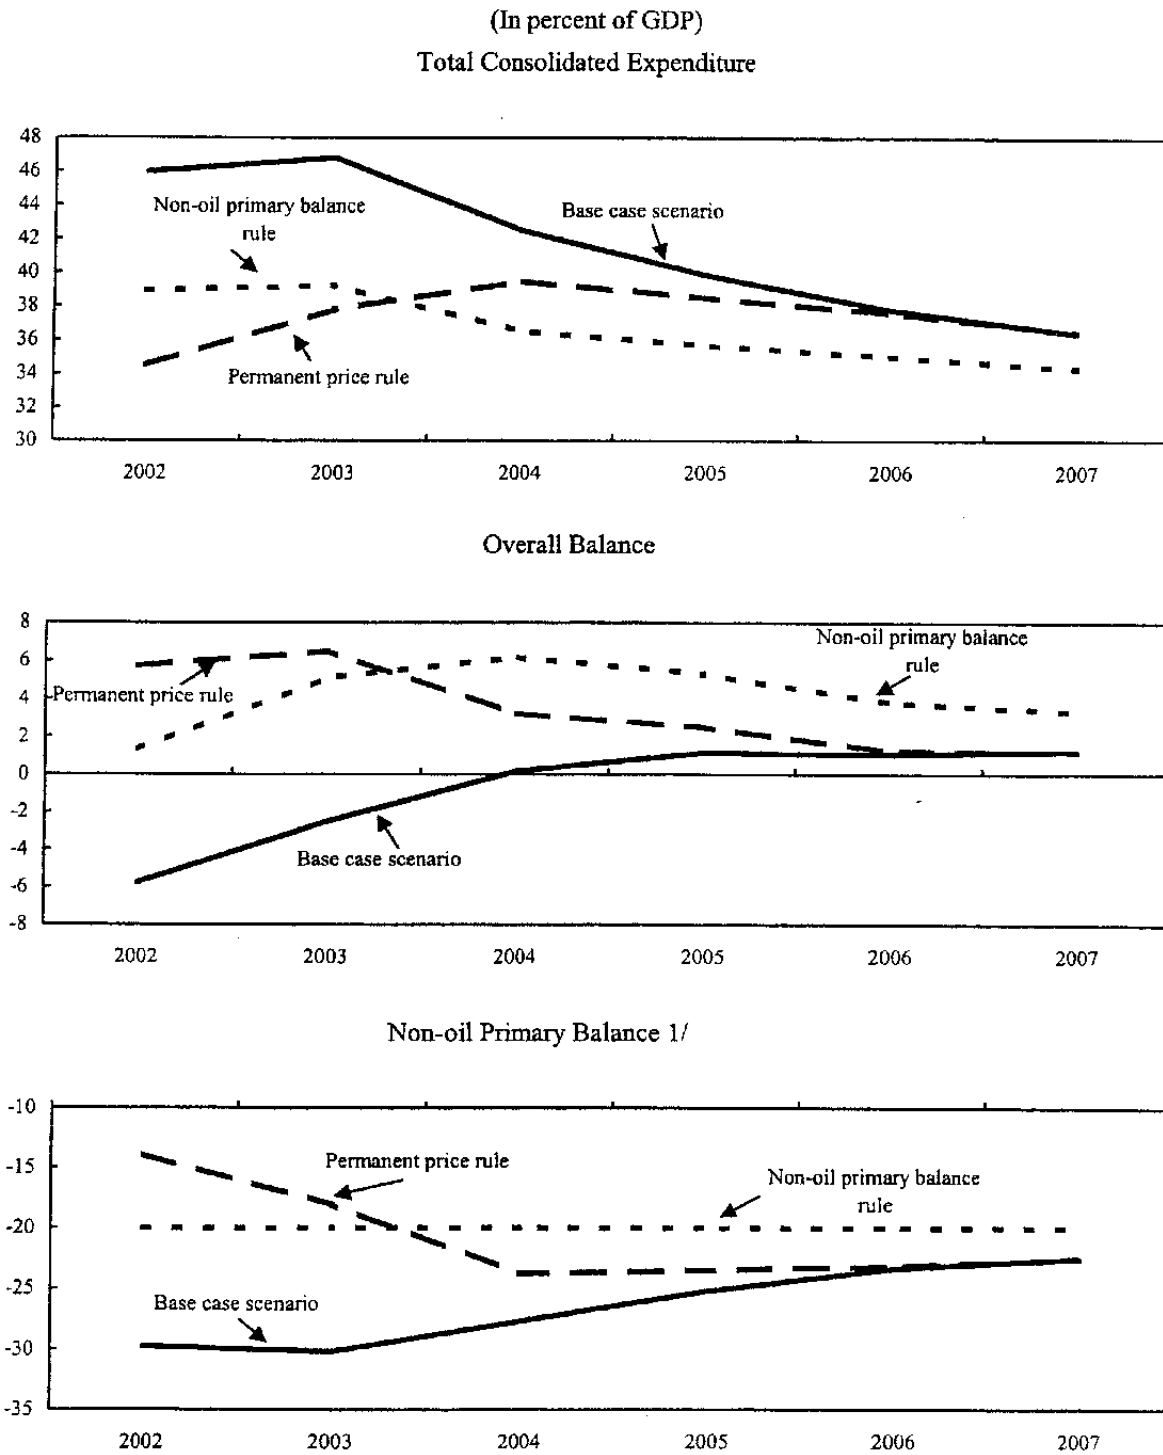 (In percent of GDP)
Total Consolidated Expenditure
48
46
44
42
40
38
36
34
32
30
Non-oil primary balance
rule
Base case scenario
Permanent price rule
2002 2003 2004 2005 2006 2007
Overall Balance
8
6
4
2
0
-2
-4
-6
-8
Non-oil primary balance
rule
Permanent price rule
Base case scenario
2002 2003 2004 2005 2006 2007
Non-oil Primary Balance 1/
-10
-15
-20
-25
-30
-35
Permanent price rule
Non-oil primary balance
rule
Base case scenario
2002 2003 2004 2005 2006 2007